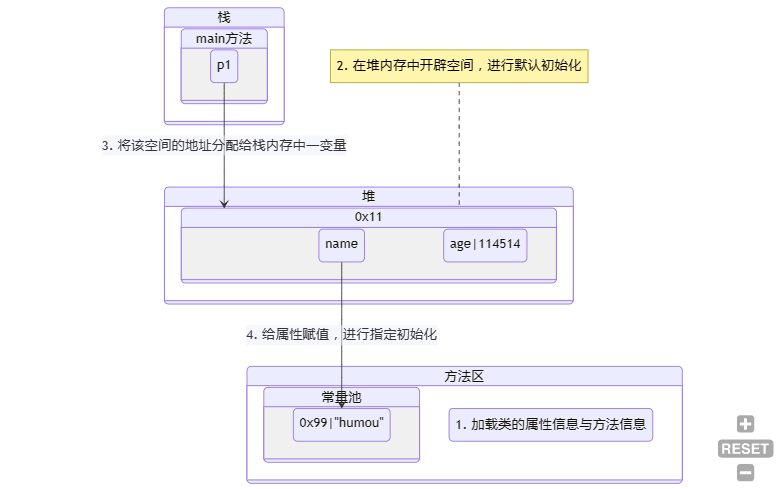 栈
main方法
p1
2. 在堆内存中开辟空间，进行默认初始化
3. 将该空间的地址分配给栈内存中一变量
堆
0x11
name
age|114514
4. 给属性赋值，进行指定初始化
方法区
常量池
0x99|"humou"
1. 加载类的属性信息与方法信息
RESET